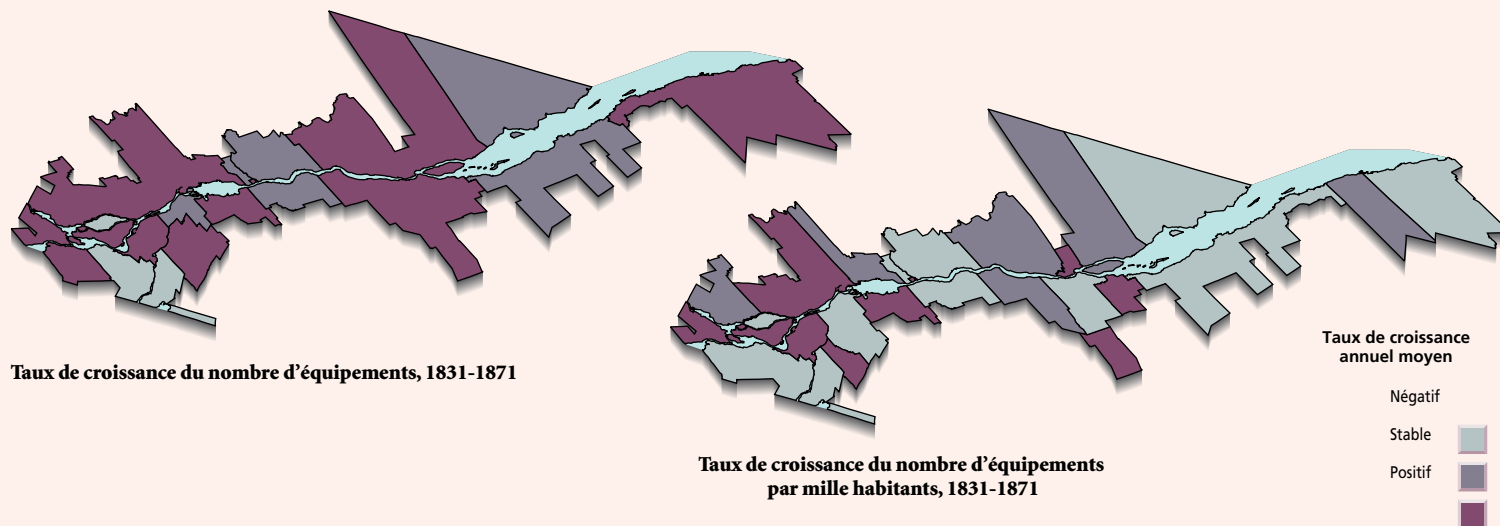 Taux de croissance du nombre d'équipements, 1831-1871
Taux de croissance du nombre d'équipements
par mille habitants, 1831-1871
Taux de croissance
annuel moyen
Négatif
Stable
Positif